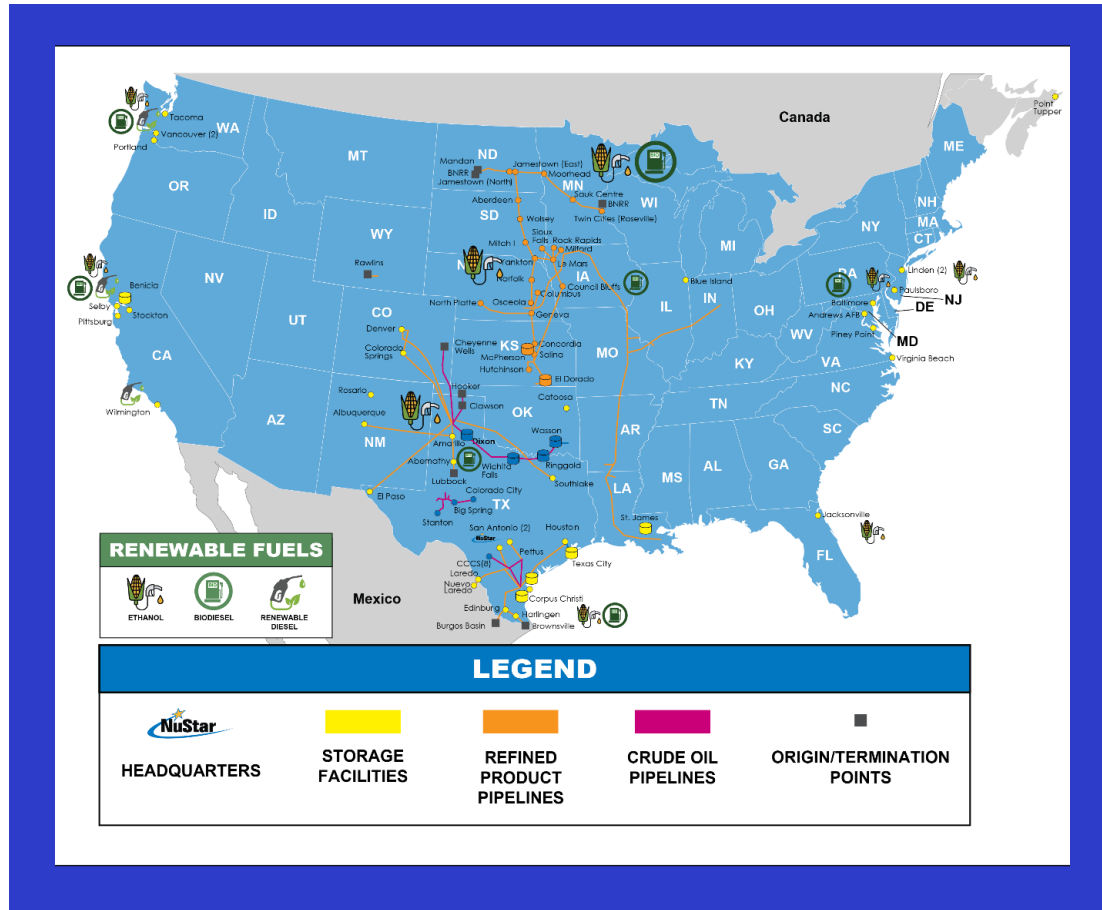 Canada
Point
Tupper
Tacoma
WA
Vancouver (2)
Portland
MT
ND
Mandan
BNRR
Jamestown (North)
Jamestown (East)
Moorhead
MN
BIO
ME
OR
ID
SD
Aberdeen
Sauk Centre
BNRR
Twin Cities (Roseville)
WI
NY
NH
MA
CT
WY
Wolsey
Sioux
Falls
Rock Rapids
Mitch l
Milford
MI
Rawlins
Yankton
Le Mars
IA
N
Norfolk
Council Bluffs
Columbus
Blue Island
PA
Linden (2)
Paulsboro
NJ
DE
Benicia
Selby
Stockton
Pittsburg
NV
UT
CO
North Platte
Osceola
Geneva
IL
IN
OH
Baltimore
Andrews AFB
Piney Point
MD
WV
VA
Virginia Beach
Denver
Colorado
Springs
Cheyenne
Wells
KS
Concordia
McPherson
Salina
Hutchinson
El Dorado
MO
KY
NC
CA
Wilmington
AZ
Rosario
Albuquerque
NM
Hooker
Clawson
OK
Catoosa
Wasson
AR
TN
SC
Amarillo
Dixon
Abernathy
Wichita
Falls
Ringgold
Lubbock
Southlake
El Paso
Colorado City
Big Spring
Stanton
TX
LA
MS
AL
GA
St. James
Jacksonville
FL
San Antonio (2)
NuStar
Houston
Pettus
Texas City
CCCS(8)
Laredo
Nuevo
Laredo
Corpus Christi
Edinburg
Harlingen
Burgos Basin
Brownsville
Mexico
RENEWABLE FUELS
BIO
ETHANOL
BIODIESEL
RENEWABLE
DIESEL
LEGEND
NuStar
HEADQUARTERS
STORAGE
FACILITIES
REFINED
PRODUCT
PIPELINES
CRUDE OIL
PIPELINES
ORIGIN/TERMINATION
POINTS